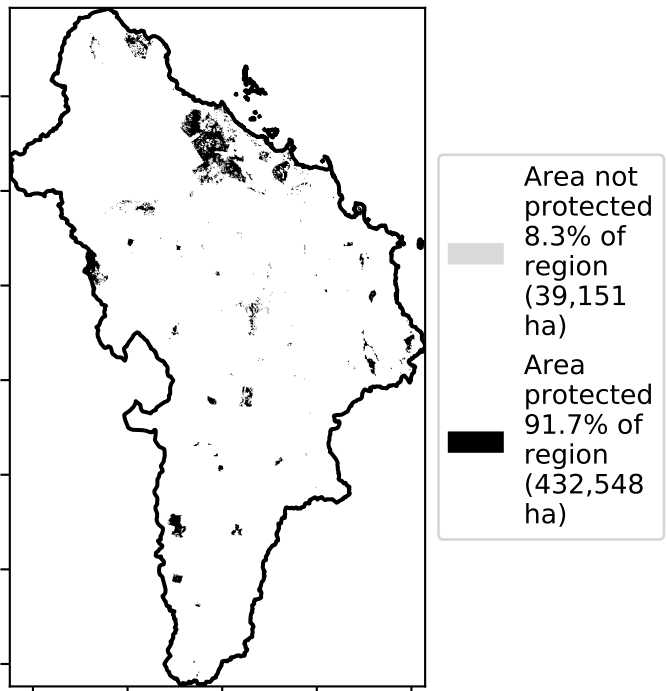 Area not
protected
8.3% of
region
(39,151
ha)
Area
protected
91.7% of
region
(432,548
ha)